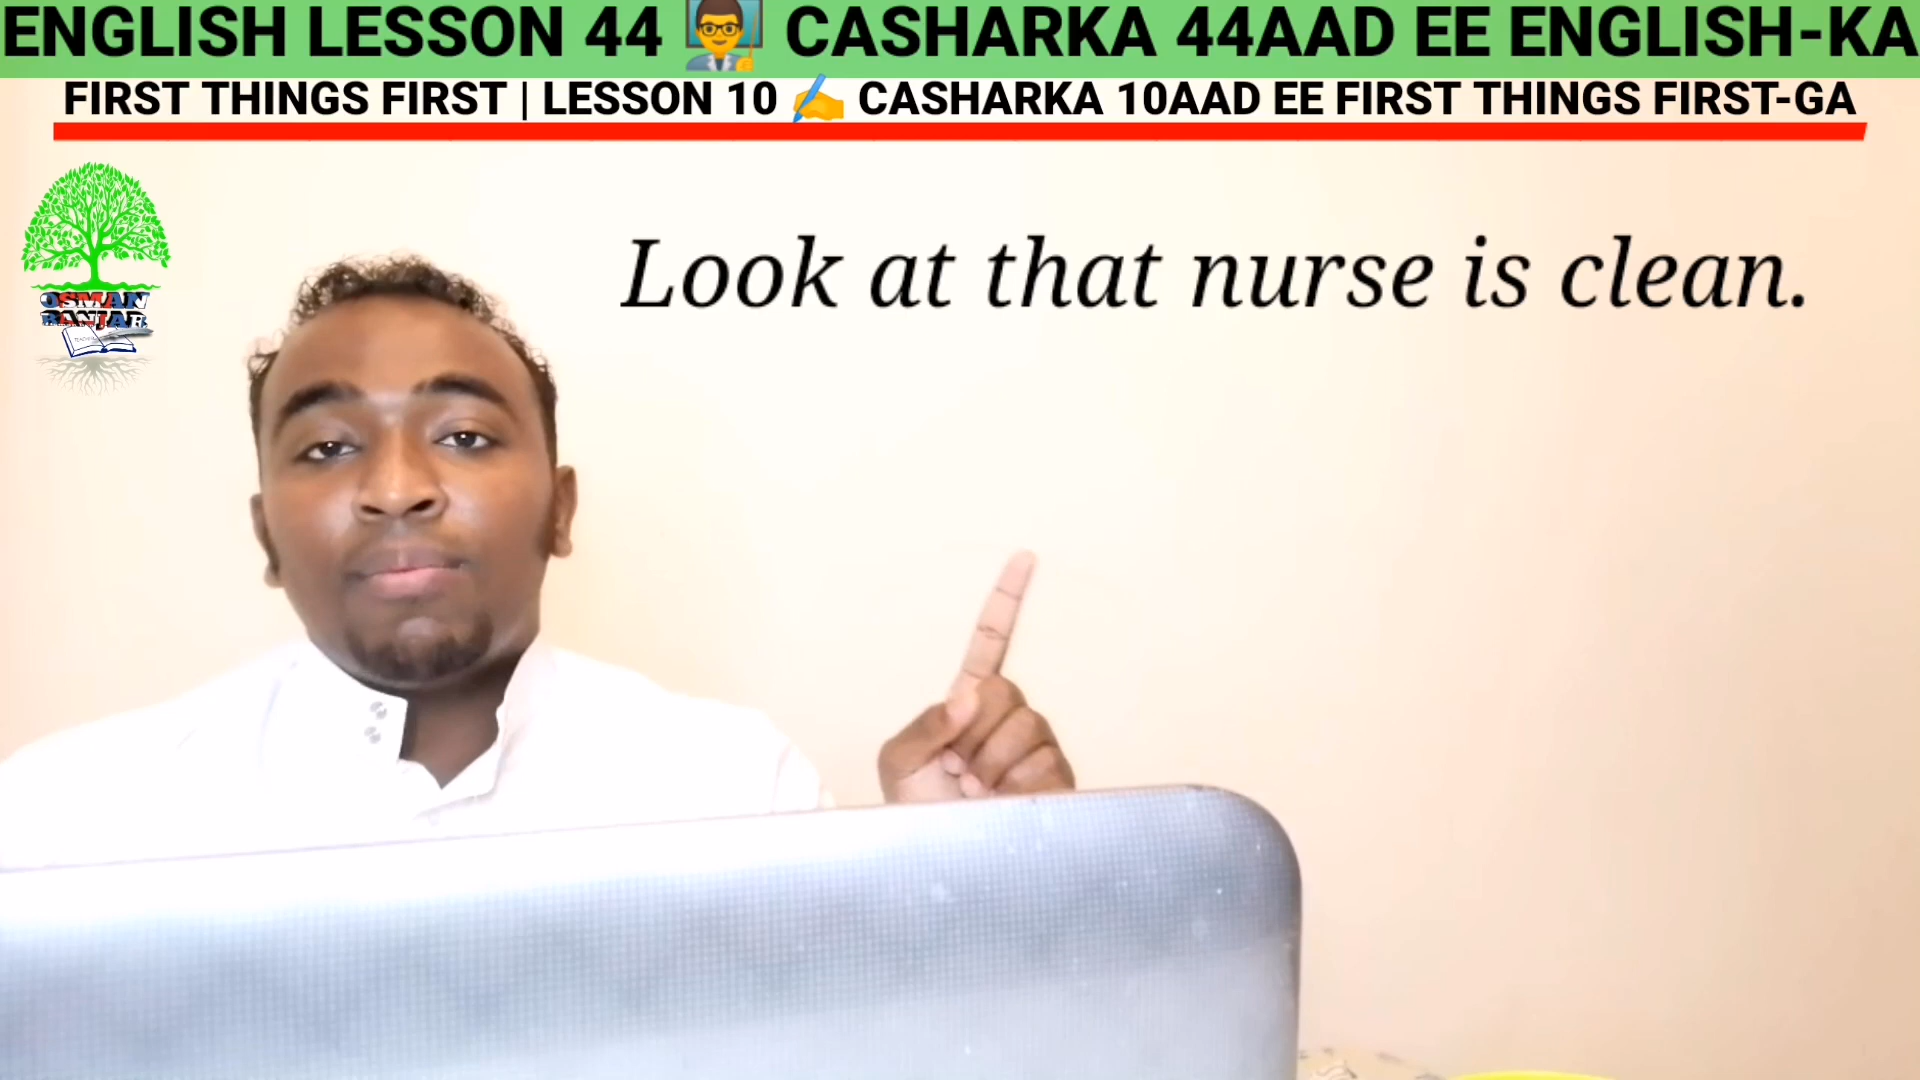 ENGLISH LESSON 44 👨‍🏫 CASHARKA 44AAD EE ENGLISH-KA
FIRST THINGS FIRST | LESSON 10 ✍️ CASHARKA 10AAD EE FIRST THINGS FIRST-GA
Look at that nurse is clean.
OSMAN
BANJAR